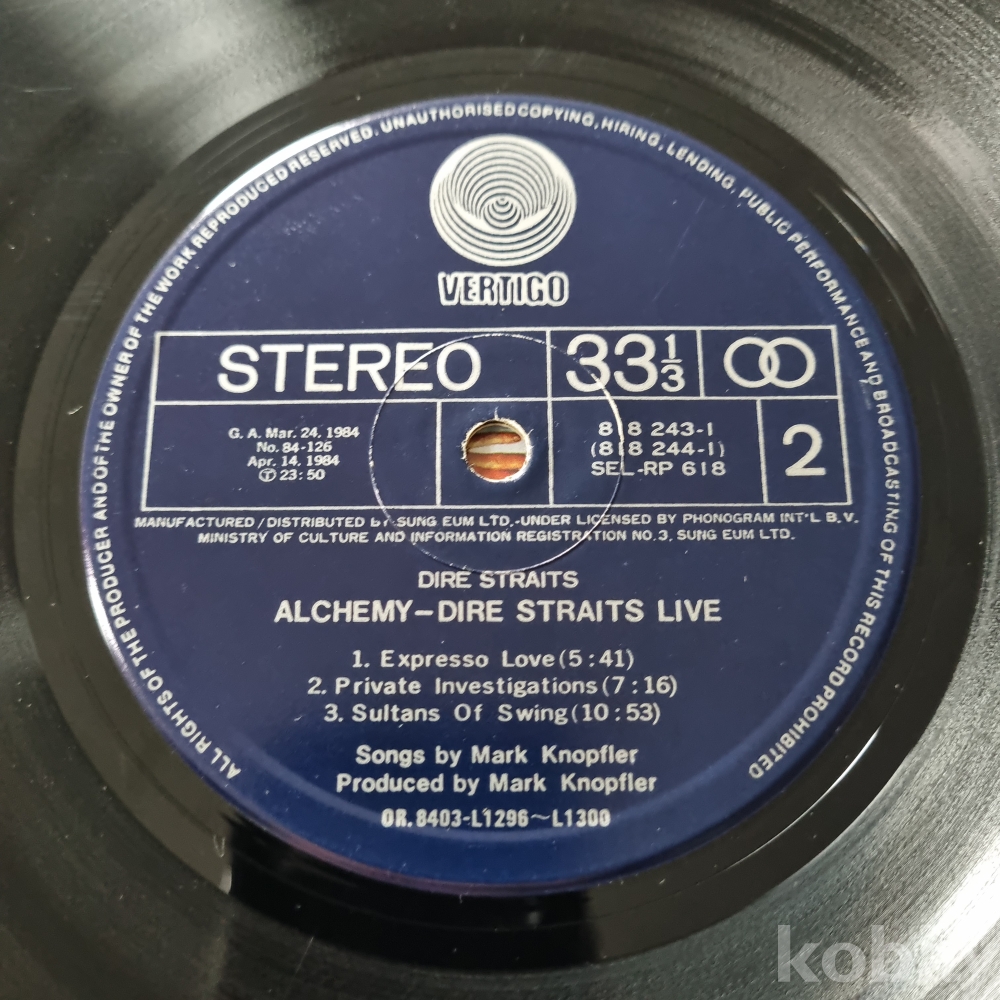 ALL RIGHTS OF THE PRODUCER AND OF THE OWNER OF THE WORK REPRODUCED RESERVED. UNAUTHORISED COPYING, HIRING, LENDING, PUBLIC PERFORMANCE AND BROADCASTING OF THIS RECORD PROHIBITED
VERTIGO
STEREO
33 1/3
G. A. Mar. 24, 1984
No. 84-126
Apr. 14, 1984
Ⓣ 23 : 50
818 243-1
(818 244-1)
SEL-RP 618
2
MANUFACTURED / DISTRIBUTED BY SUNG EUM LTD.-UNDER LICENSED BY PHONOGRAM INT'L B.V.
MINISTRY OF CULTURE AND INFORMATION REGISTRATION NO.3. SUNG EUM LTD.
DIRE STRAITS
ALCHEMY–DIRE STRAITS LIVE
1. Expresso Love (5 : 41)
2. Private Investigations (7 : 16)
3. Sultans Of Swing (10 : 53)
Songs by Mark Knopfler
Produced by Mark Knopfler
OR. 8403-L1296~L1300